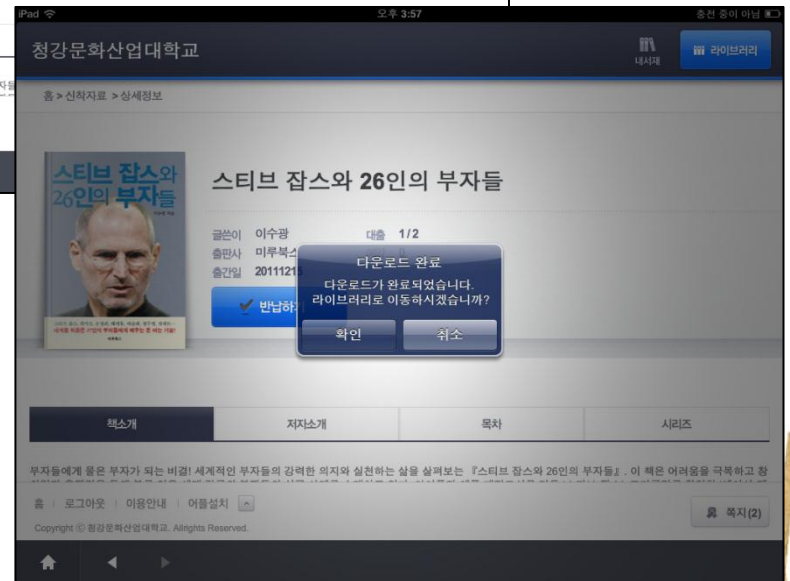 iPad 오후 3:57 충전 중이 아님
청강문화산업대학교
내서재
라이브러리
홈 > 신착자료 > 상세정보
스티브 잡스와
26인의 부자들
스티브 잡스와 26인의 부자들
글쓴이 이수광 대출 1/2
출판사 미루북스
출간일 20111215
반납하기
다운로드 완료
다운로드가 완료되었습니다.
라이브러리로 이동하시겠습니까?
확인 취소
책소개 저자소개 목차 시리즈
부자들에게 물은 부자가 되는 비결! 세계적인 부자들의 강력한 의지와 실천하는 삶을 살펴보는 『스티브 잡스와 26인의 부자들』. 이 책은 어려움을 극복하고 창
홈 로그아웃 이용안내 어플설치
쪽지(2)
Copyright ⓒ 청강문화산업대학교. Allrights Reserved.